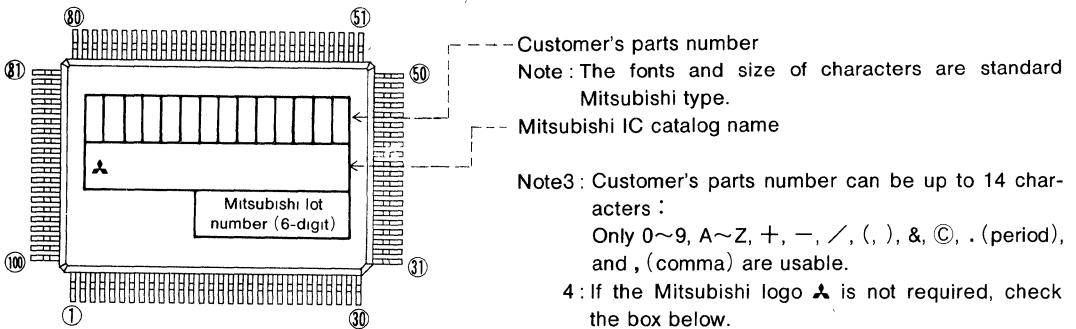 80 51
81 50
Customer's parts number
Note : The fonts and size of characters are standard
Mitsubishi type.
Mitsubishi IC catalog name
Mitsubishi lot
number (6-digit)
Note3 : Customer's parts number can be up to 14 char-
acters :
Only 0~9, A~Z, +, −, /, (, ), &, Ⓒ, . (period),
and , (comma) are usable.
4 : If the Mitsubishi logo is not required, check
the box below.
100 31
1 30